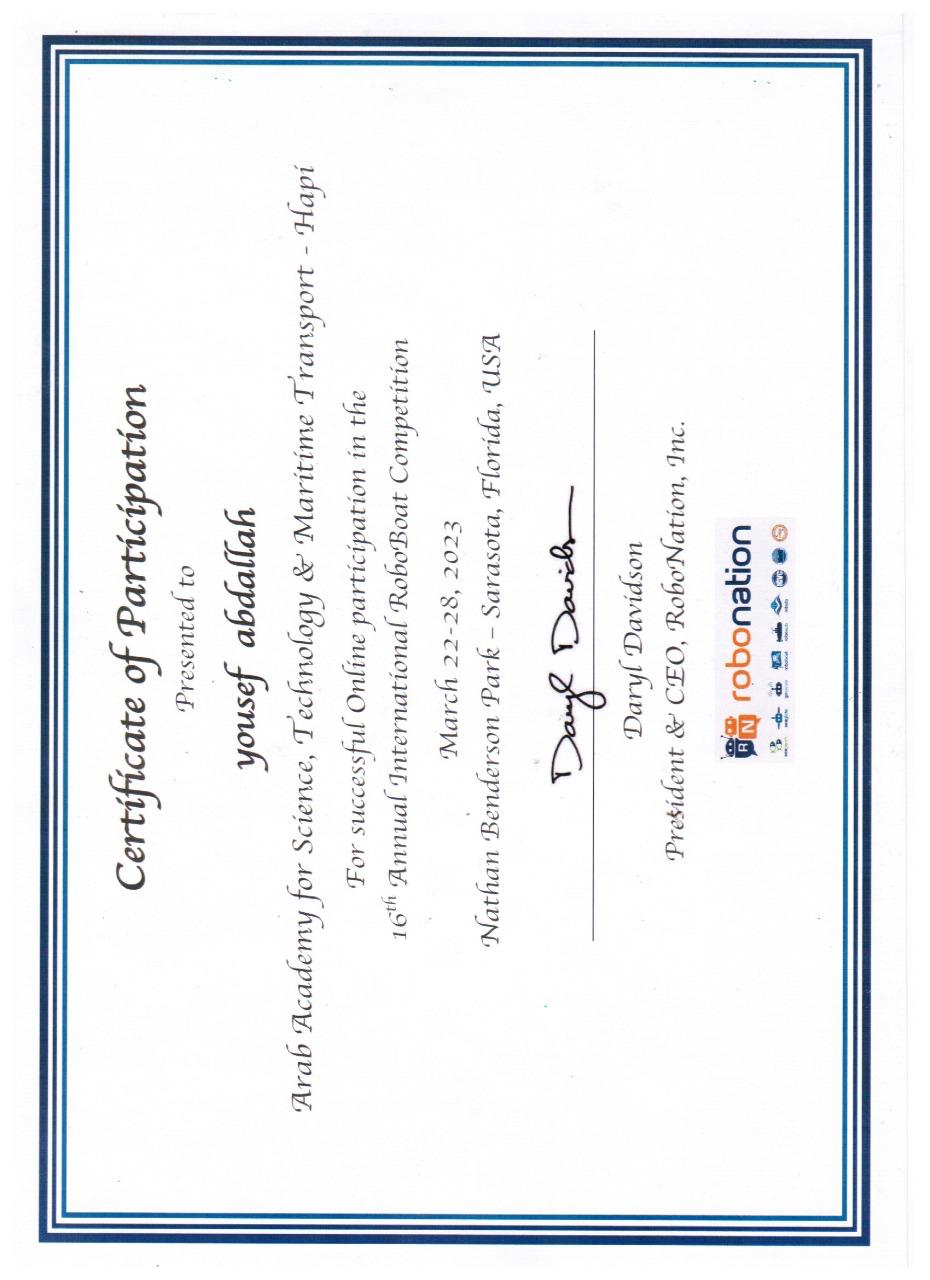 Certificate of Participation
Presented to
yousef abdallah
Arab Academy for Science, Technology & Maritime Transport - Hapi
For successful Online participation in the
16th Annual International RoboBoat Competition
March 22-28, 2023
Nathan Benderson Park – Sarasota, Florida, USA
Daryl Davidson
Daryl Davidson
President & CEO, RoboNation, Inc.
RN robonation